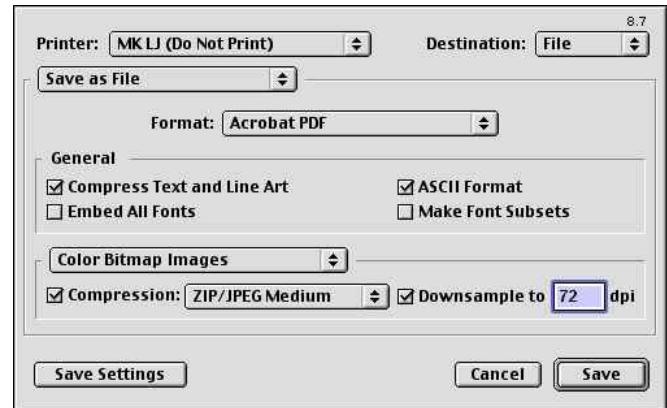 8.7
Printer: MK LJ (Do Not Print) Destination: File
Save as File
Format: Acrobat PDF
General
Compress Text and Line Art ASCII Format
Embed All Fonts Make Font Subsets
Color Bitmap Images
Compression: ZIP/JPEG Medium Downsample to 72 dpi
Save Settings Cancel Save